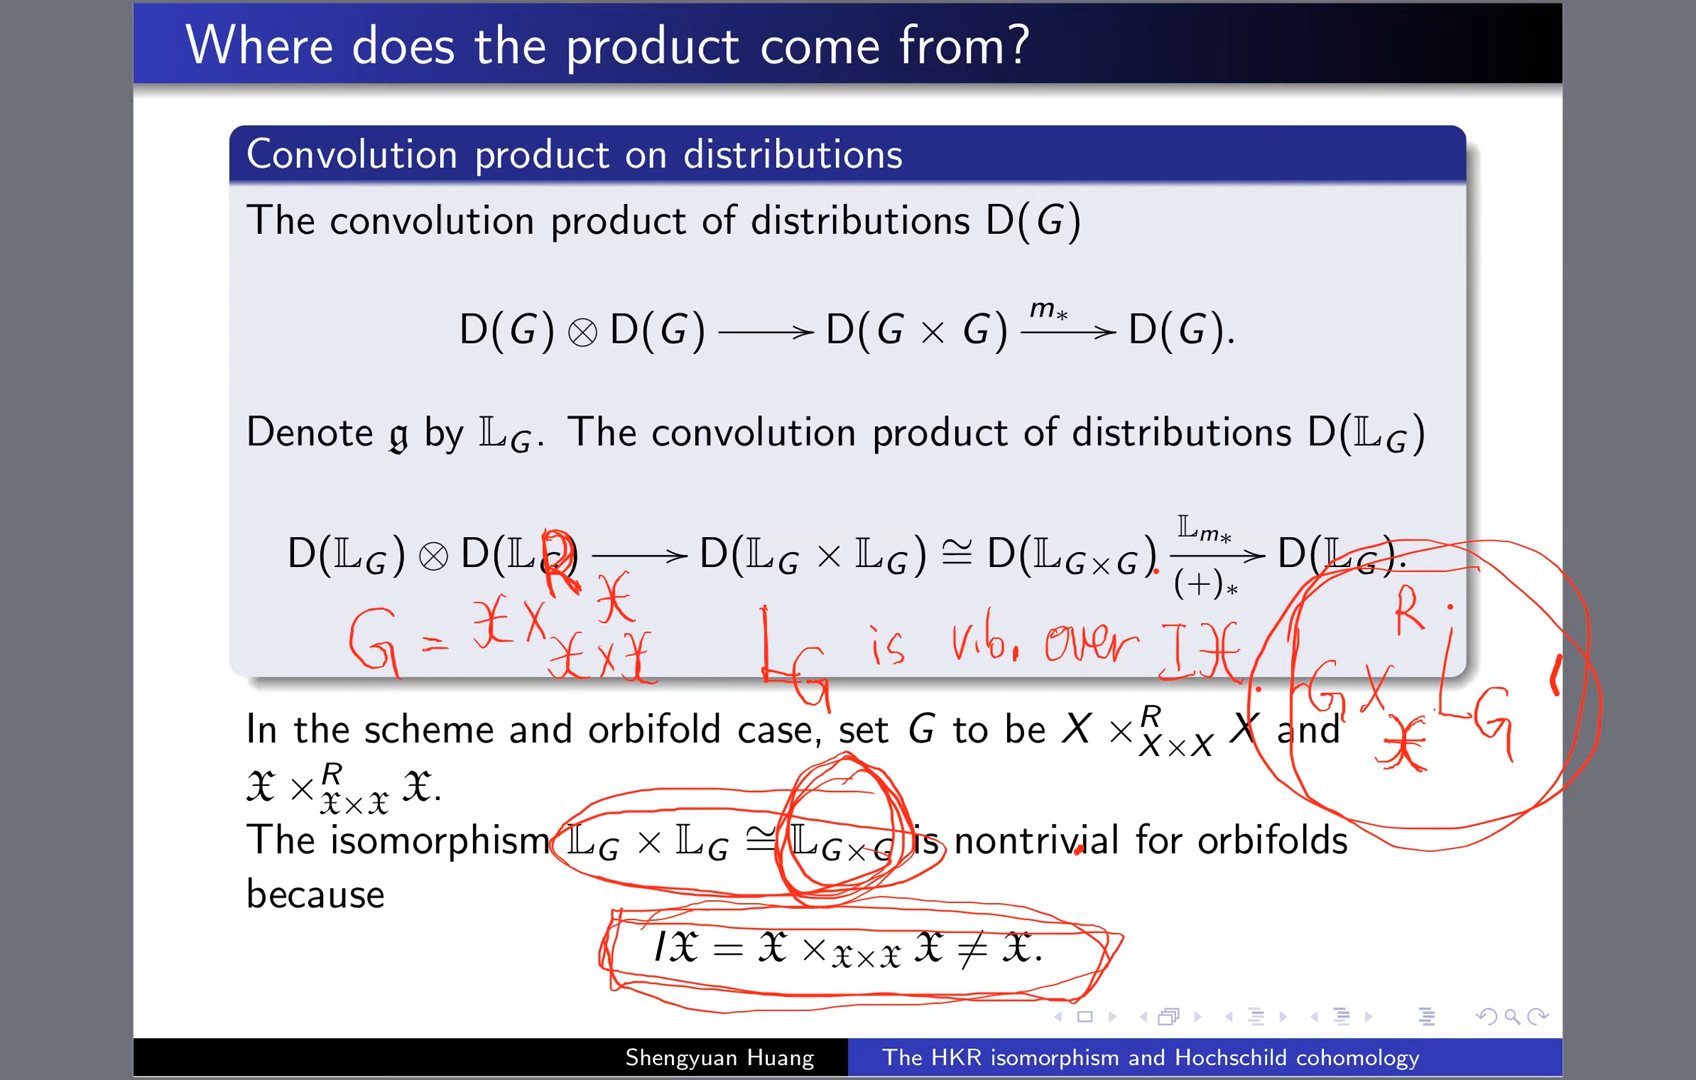 Where does the product come from?
Convolution product on distributions
The convolution product of distributions D(G)
D(G) ⊗ D(G) ⟶ D(G × G) ⟶ D(G).
m∗
Denote 𝔤 by 𝕃_G. The convolution product of distributions D(𝕃_G)
D(𝕃_G) ⊗ D(𝕃_G) ⟶ D(𝕃_G × 𝕃_G) ≅ D(𝕃_{G×G}) ⟶ D(𝕃_G).
𝕃_{m∗}
(+)∗
G = 𝔛 ×^R_{𝔛×𝔛} 𝔛
L_G is v.b. over I𝔛.
G ×^R_𝔛 L_G
In the scheme and orbifold case, set G to be X ×^R_{X×X} X and
𝔛 ×^R_{𝔛×𝔛} 𝔛.
The isomorphism 𝕃_G × 𝕃_G ≅ 𝕃_{G×G} is nontrivial for orbifolds
because
I𝔛 = 𝔛 ×_{𝔛×𝔛} 𝔛 ≠ 𝔛.
Shengyuan Huang
The HKR isomorphism and Hochschild cohomology